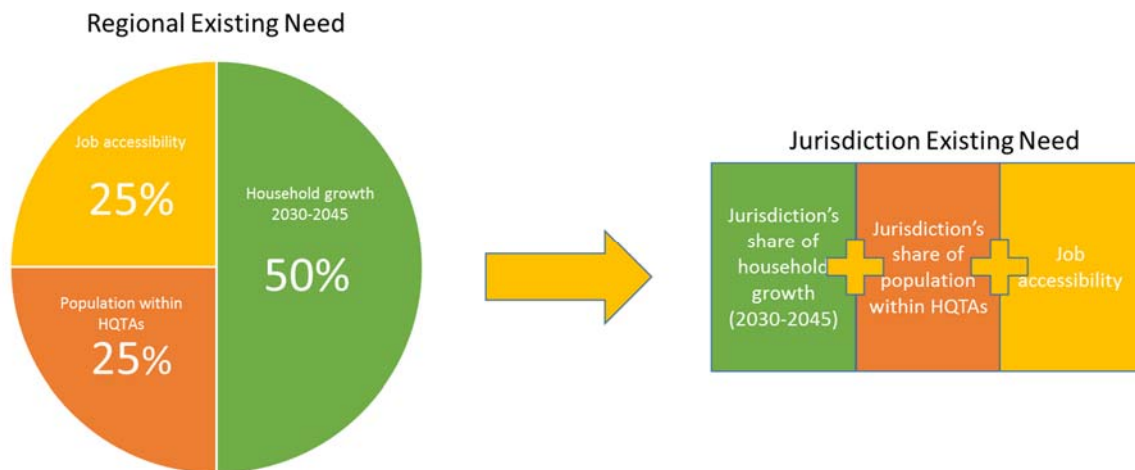 Regional Existing Need
Job accessibility
25%
Household growth
2030-2045
50%
Population within
HQTAs
25%
Jurisdiction Existing Need
Jurisdiction's
share of
household
growth
(2030-2045)
Jurisdiction's
share of
population
within HQTAs
Job
accessibility